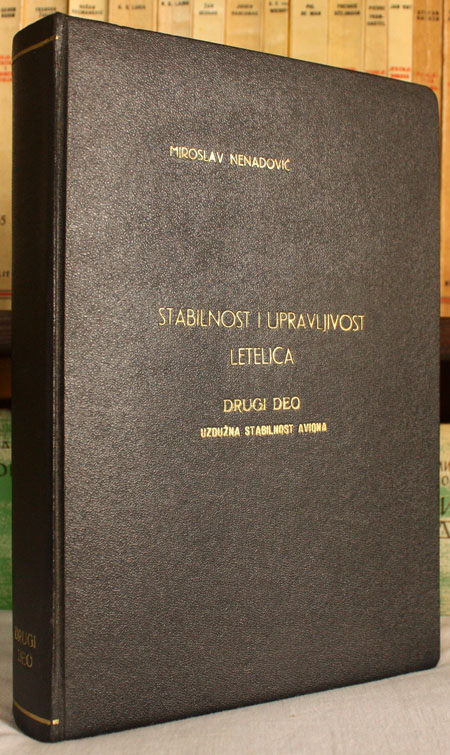 MIROSLAV NENADOVIĆ
STABILNOST I UPRAVLJIVOST
LETELICA
DRUGI DEO
UZDUŽNA STABILNOST AVIONA
DRUGI
DEO